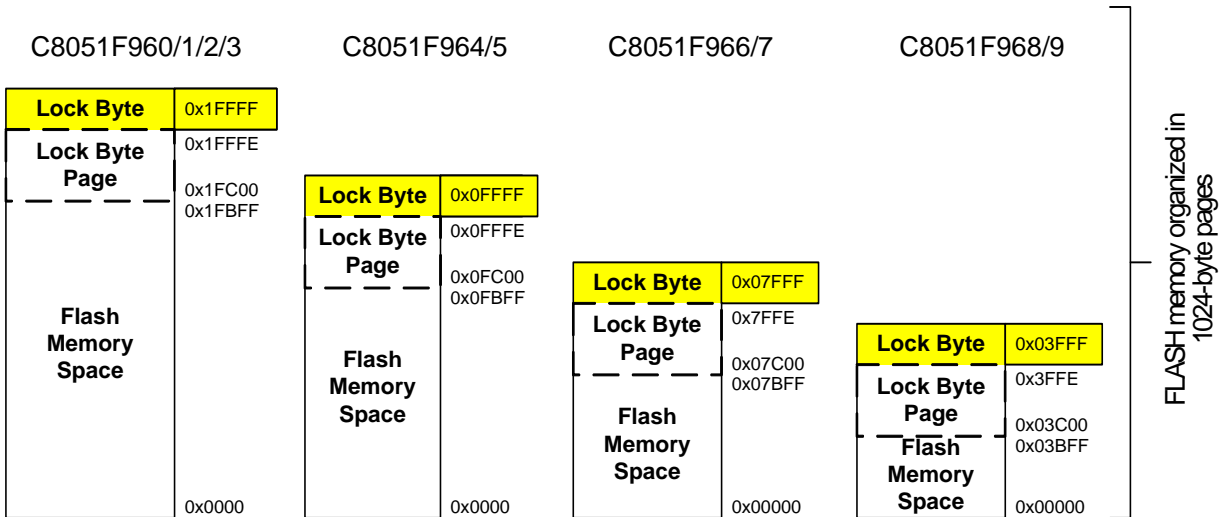 C8051F960/1/2/3
Lock Byte
0x1FFFF
Lock Byte
Page
0x1FFFE
0x1FC00
0x1FBFF
Flash
Memory
Space
0x0000
C8051F964/5
Lock Byte
0x0FFFF
Lock Byte
Page
0x0FFFE
0x0FC00
0x0FBFF
Flash
Memory
Space
0x0000
C8051F966/7
Lock Byte
0x07FFF
Lock Byte
Page
0x7FFE
0x07C00
0x07BFF
Flash
Memory
Space
0x00000
C8051F968/9
Lock Byte
0x03FFF
Lock Byte
Page
0x3FFE
0x03C00
0x03BFF
Flash
Memory
Space
0x00000
FLASH memory organized in
1024-byte pages